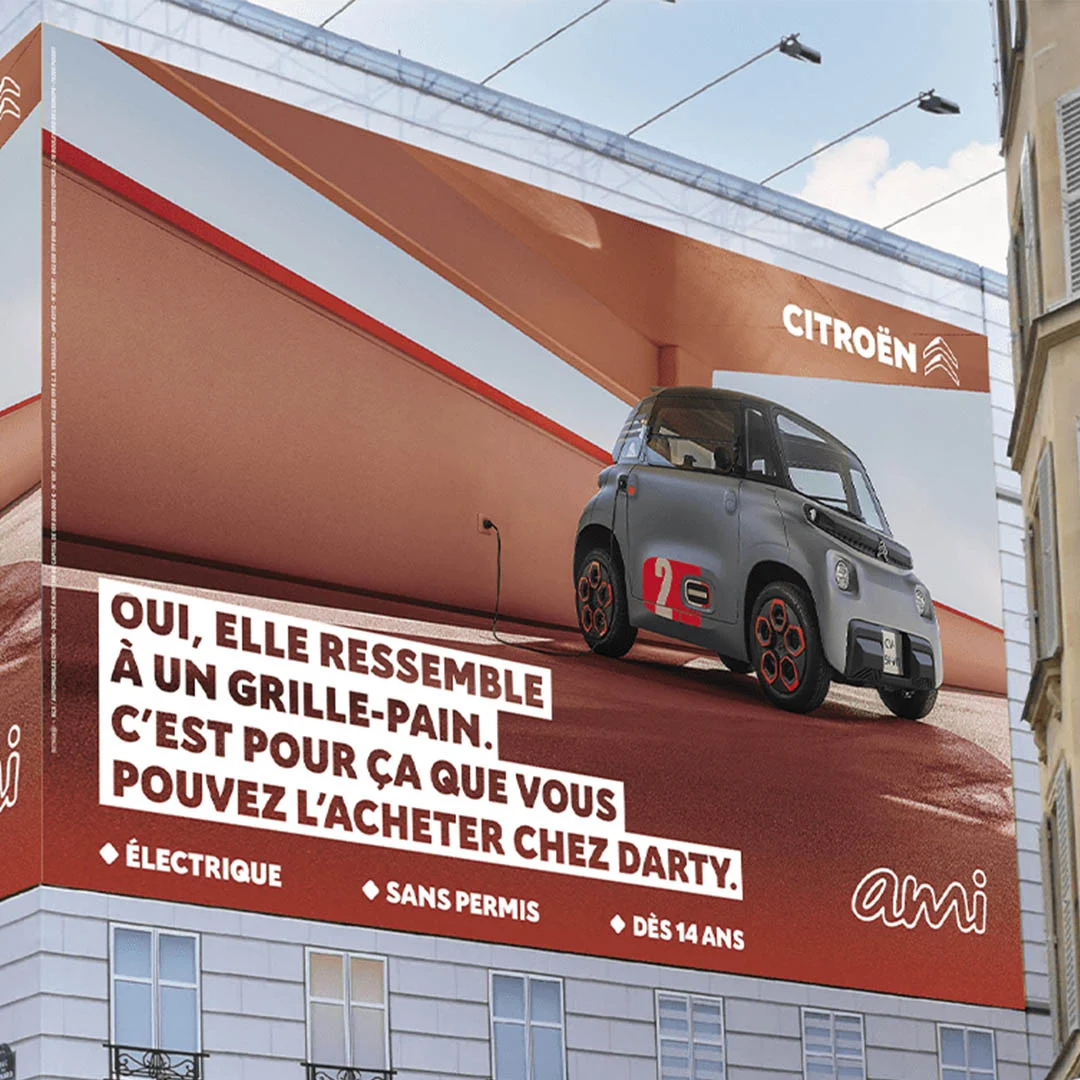 CITROËN
2
OUI, ELLE RESSEMBLE
À UN GRILLE-PAIN.
C'EST POUR ÇA QUE VOUS
POUVEZ L'ACHETER CHEZ DARTY.
◆ ÉLECTRIQUE
◆ SANS PERMIS
◆ DÈS 14 ANS
ami